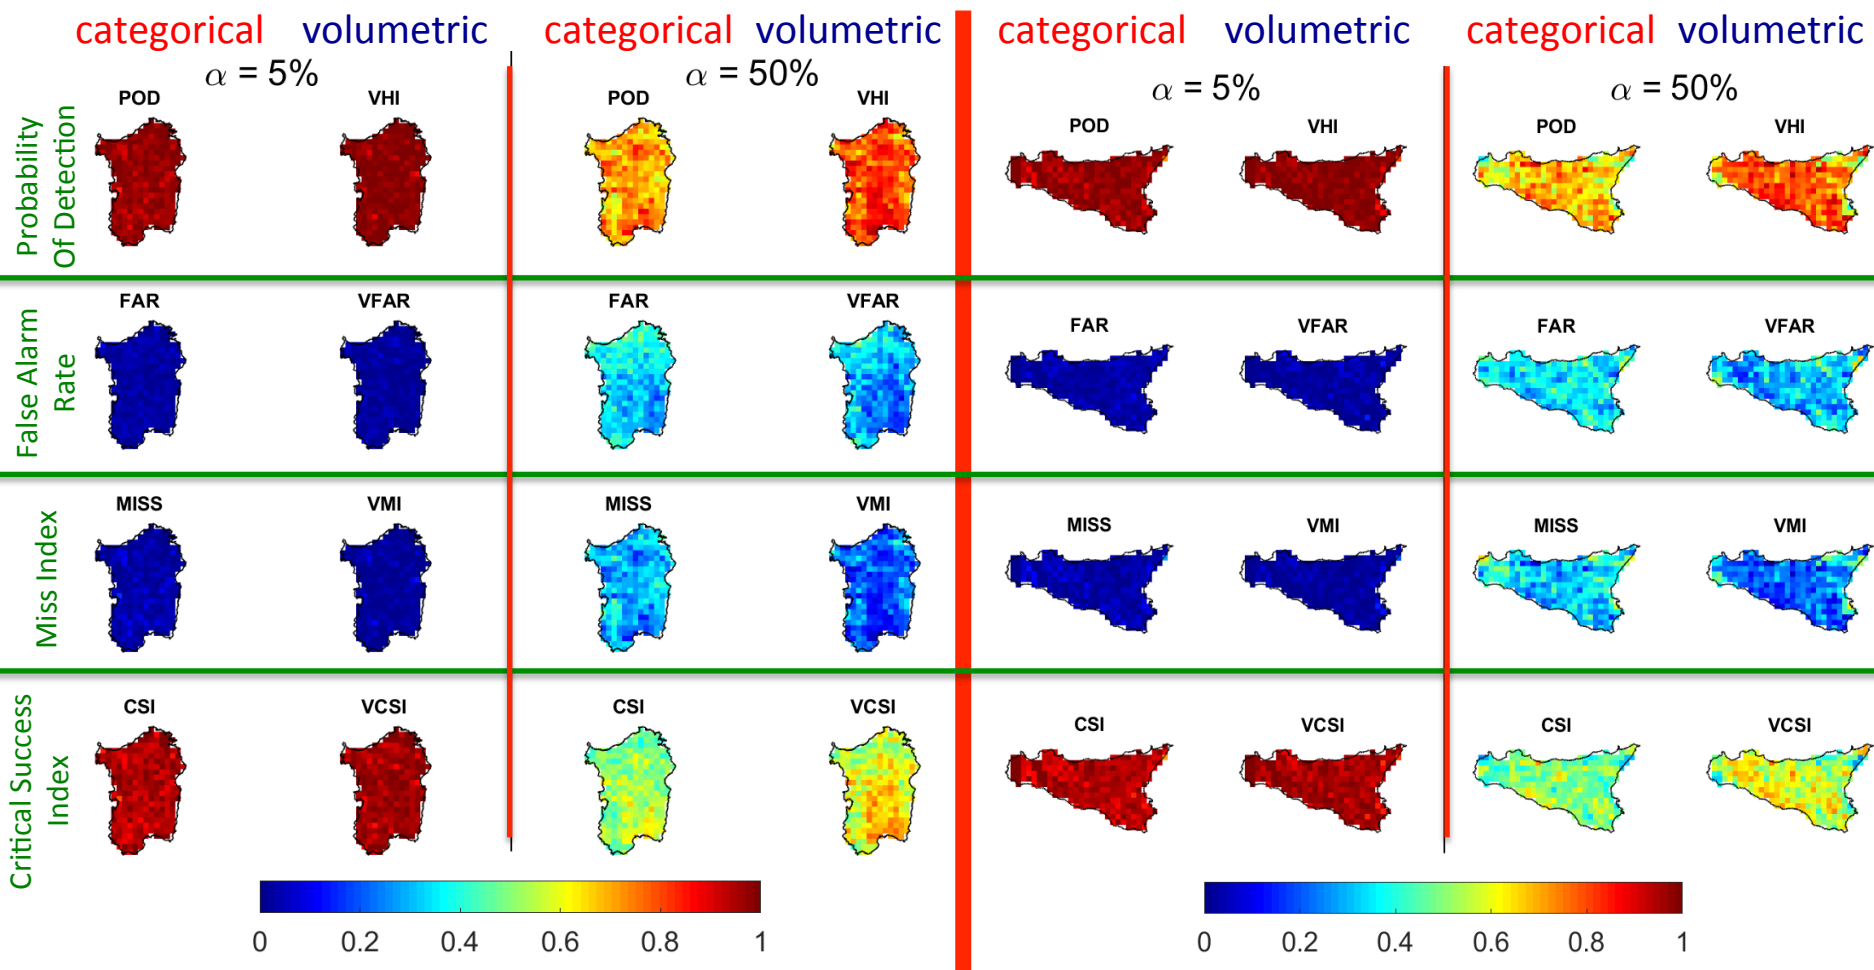 categorical volumetric categorical volumetric categorical volumetric categorical volumetric
α = 5% α = 50% α = 5% α = 50%
Probability
Of Detection
POD VHI POD VHI POD VHI POD VHI
False Alarm
Rate
FAR VFAR FAR VFAR FAR VFAR FAR VFAR
Miss Index
MISS VMI MISS VMI MISS VMI MISS VMI
Critical Success
Index
CSI VCSI CSI VCSI CSI VCSI CSI VCSI
0 0.2 0.4 0.6 0.8 1 0 0.2 0.4 0.6 0.8 1